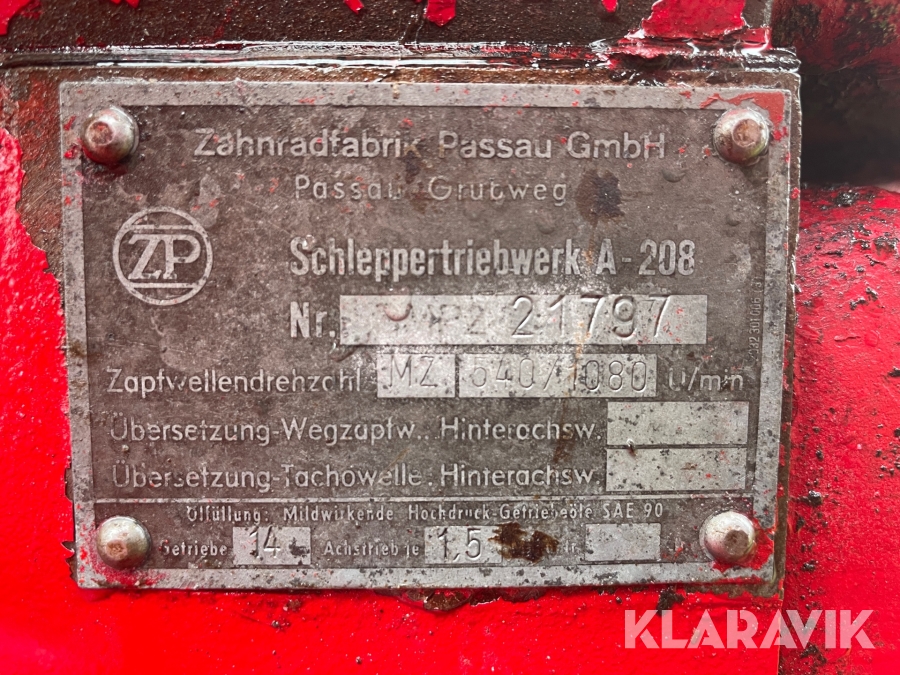 Zahnradfabrik Passau GmbH
Passau Grubweg
ZP
Schleppertriebwerk A-208
Nr. 21797
Zapfwellendrehzahl MZ 540/1080 U/min
Übersetzung-Wegzapfw.: Hinterachsw.
Übersetzung-Tachowelle: Hinterachsw.
Ölfüllung: Mildwirkende Hochdruck-Getriebeöle SAE 90
Getriebe 14 Achstrieb je 1,5
KLARAVIK